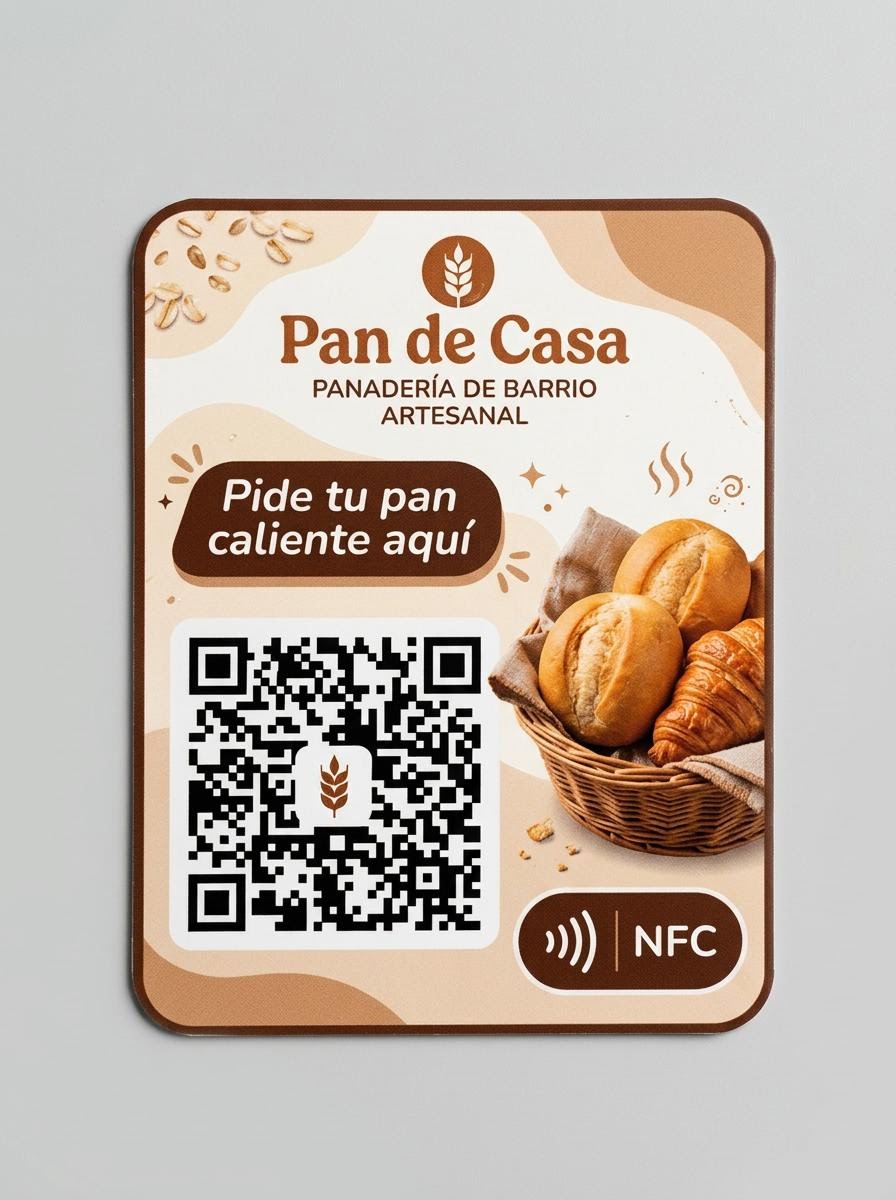 Pan de Casa
PANADERÍA DE BARRIO
ARTESANAL
Pide tu pan
caliente aquí
NFC